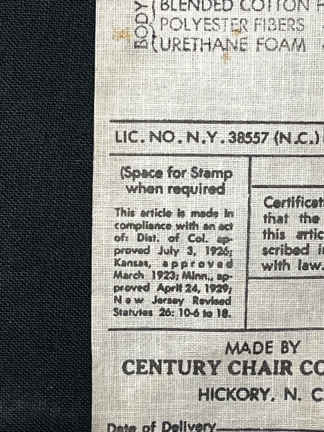 BODY
BLENDED COTTON
POLYESTER FIBERS
URETHANE FOAM
LIC. NO. N.Y. 38557 (N.C.)
(Space for Stamp
when required
This article is made in
compliance with an act
of: Dist. of Col. ap-
proved July 3, 1926;
Kansas, approved
March 1923; Minn., ap-
proved April 24, 1929;
New Jersey Revised
Statutes 26: 10-6 to 18.
Certificat
that the
this artic
scribed i
with law.
MADE BY
CENTURY CHAIR CO
HICKORY, N. C
Date of Delivery